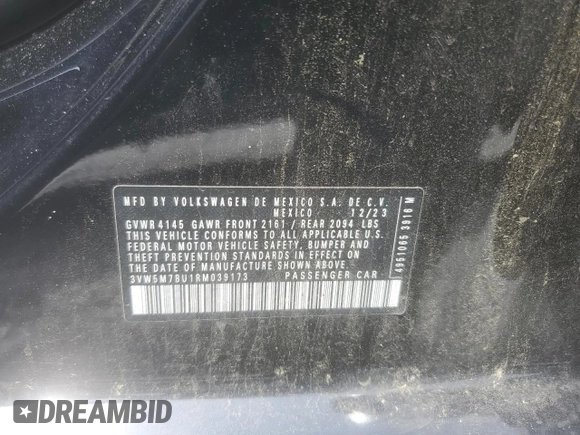 MFD BY VOLKSWAGEN DE MEXICO S.A. DE C.V.
MEXICO 12/23
GVWR 4145 GAWR FRONT 2161 / REAR 2094 LBS
THIS VEHICLE CONFORMS TO ALL APPLICABLE U.S.
FEDERAL MOTOR VEHICLE SAFETY, BUMPER AND
THEFT PREVENTION STANDARDS IN EFFECT ON
THE DATE OF MANUFACTURE SHOWN ABOVE.
3VW5M7BU1RM039173 PASSENGER CAR
4951065 3916 M
DREAMBID